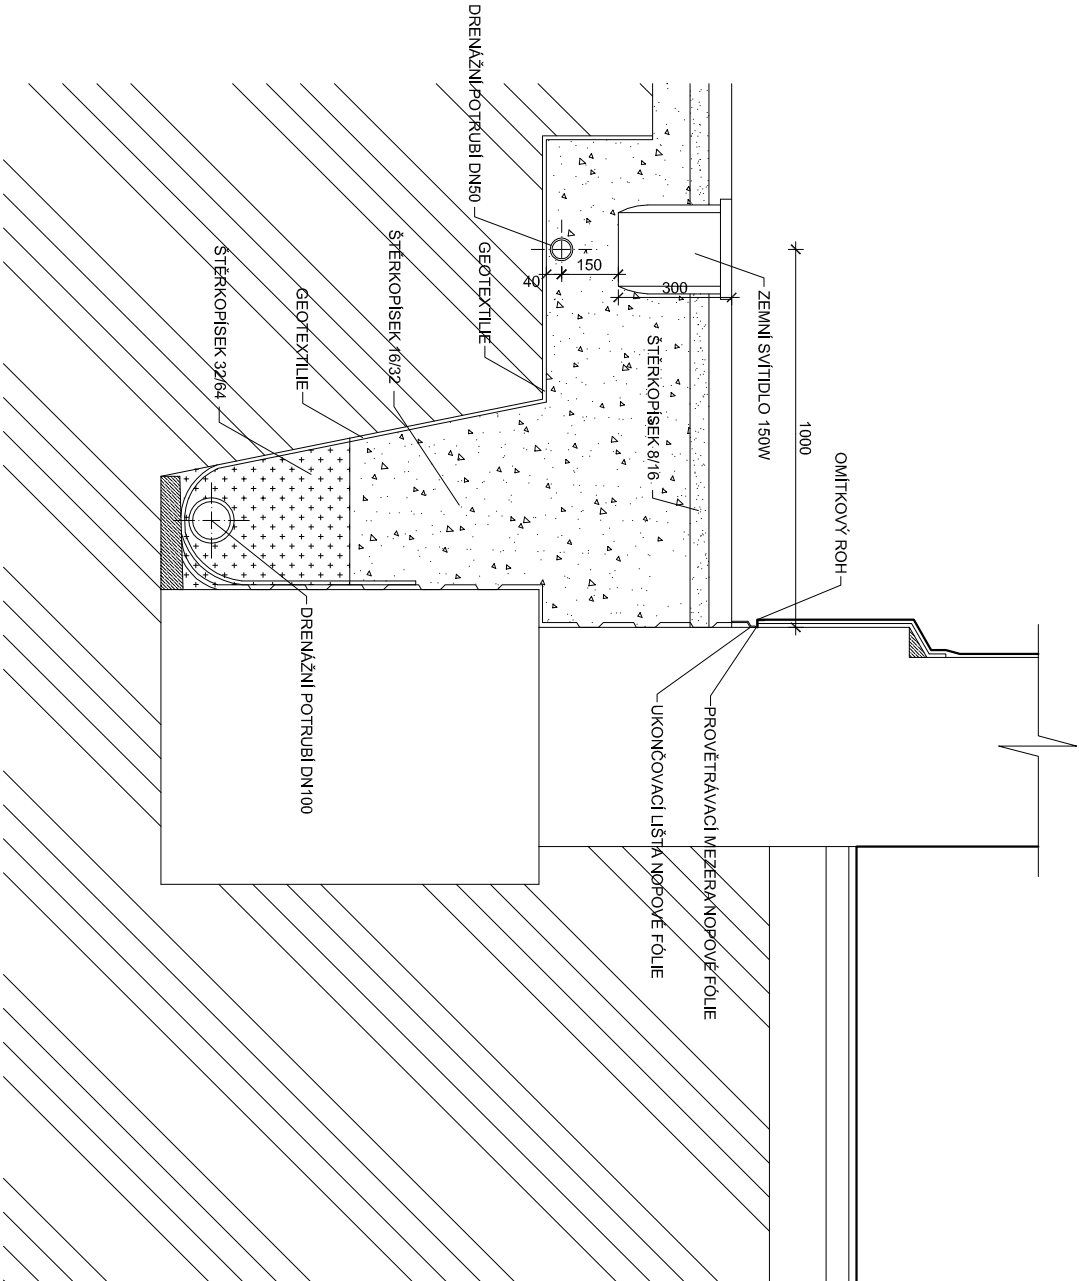 DRENÁŽNÍ POTRUBÍ DN50
ZEMNÍ SVÍTIDLO 150W
1000
OMÍTKOVÝ ROH
40
150
300
GEOTEXTILIE
ŠTĚRKOPÍSEK 8/16
ŠTĚRKOPÍSEK 16/32
GEOTEXTILIE
ŠTĚRKOPÍSEK 32/64
DRENÁŽNÍ POTRUBÍ DN100
PROVĚTRÁVACÍ MEZERA NOPOVÉ FÓLIE
UKONČOVACÍ LIŠTA NOPOVÉ FÓLIE